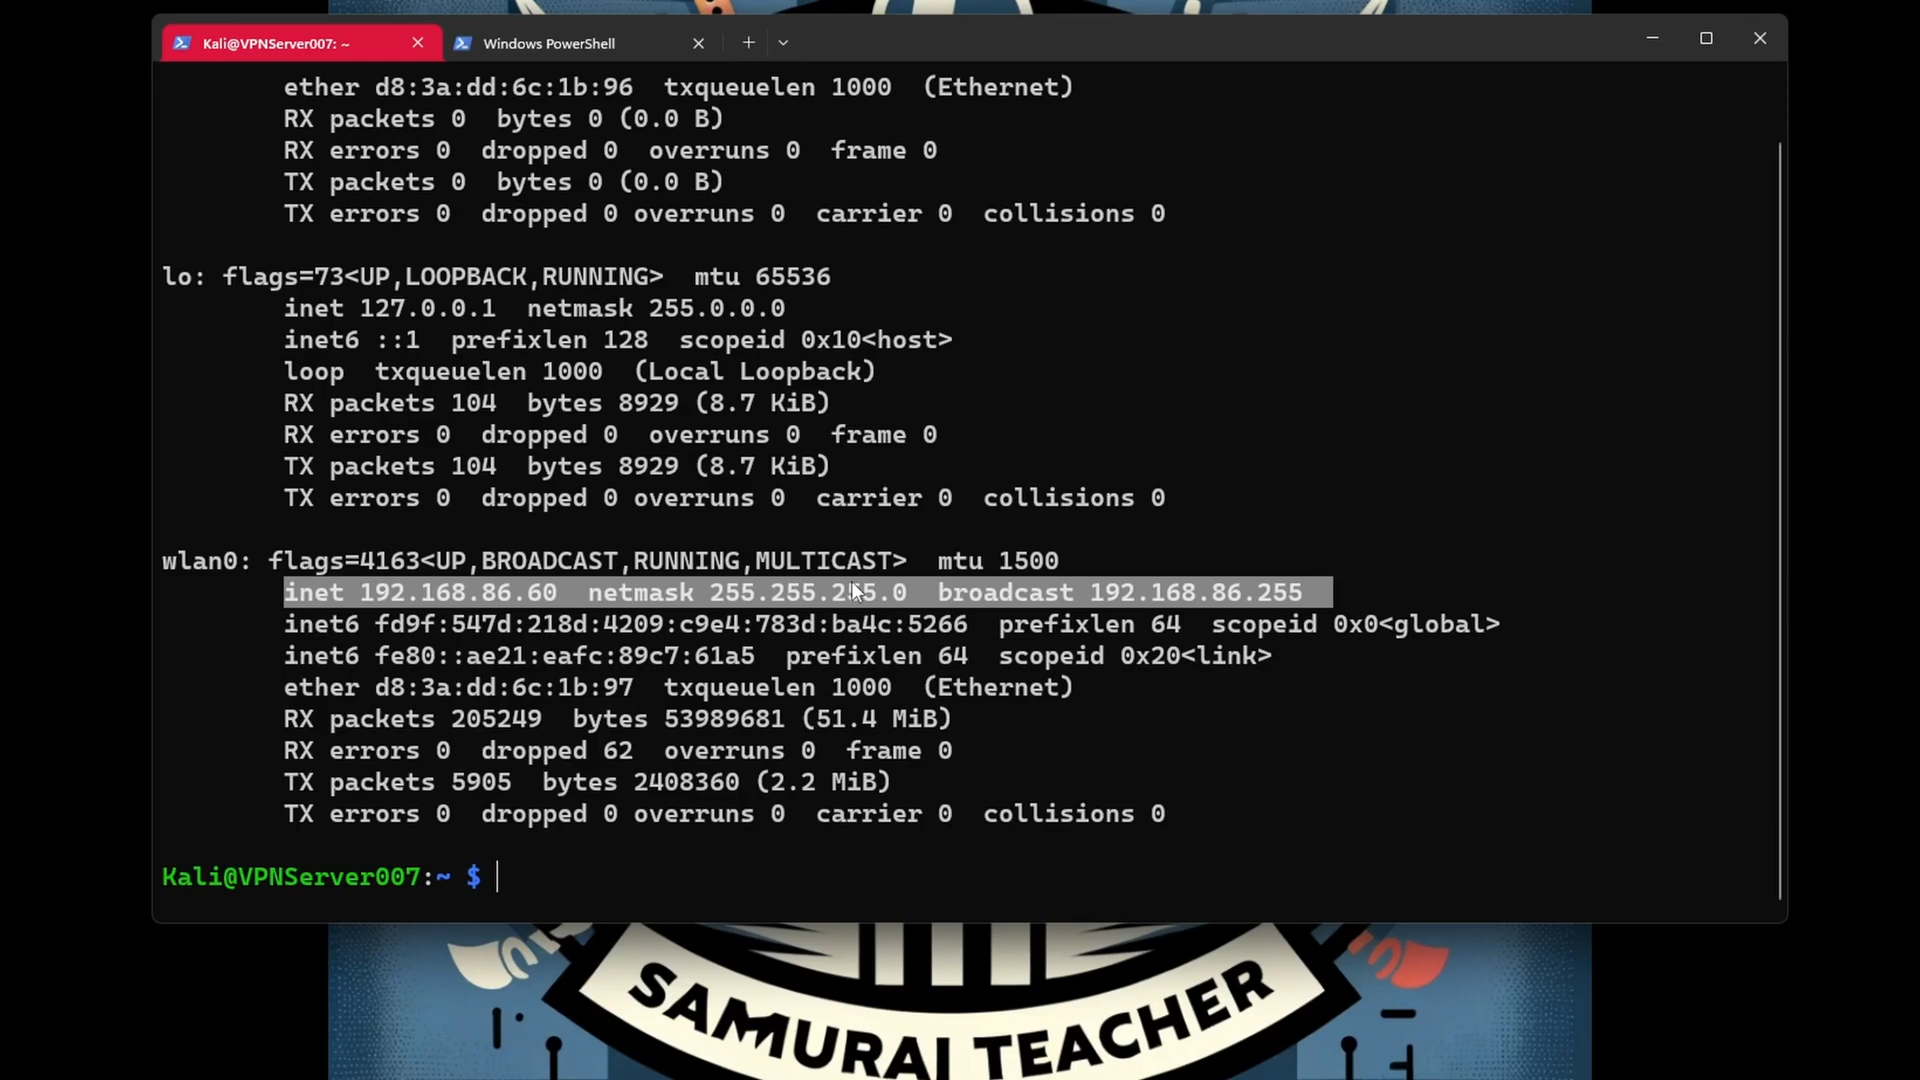 Kali@VPNServer007: ~
Windows PowerShell
ether d8:3a:dd:6c:1b:96  txqueuelen 1000  (Ethernet)
RX packets 0  bytes 0 (0.0 B)
RX errors 0  dropped 0  overruns 0  frame 0
TX packets 0  bytes 0 (0.0 B)
TX errors 0  dropped 0 overruns 0  carrier 0  collisions 0
lo: flags=73<UP,LOOPBACK,RUNNING>  mtu 65536
inet 127.0.0.1  netmask 255.0.0.0
inet6 ::1  prefixlen 128  scopeid 0x10<host>
loop  txqueuelen 1000  (Local Loopback)
RX packets 104  bytes 8929 (8.7 KiB)
RX errors 0  dropped 0  overruns 0  frame 0
TX packets 104  bytes 8929 (8.7 KiB)
TX errors 0  dropped 0 overruns 0  carrier 0  collisions 0
wlan0: flags=4163<UP,BROADCAST,RUNNING,MULTICAST>  mtu 1500
inet 192.168.86.60  netmask 255.255.255.0  broadcast 192.168.86.255
inet6 fd9f:547d:218d:4209:c9e4:783d:ba4c:5266  prefixlen 64  scopeid 0x0<global>
inet6 fe80::ae21:eafc:89c7:61a5  prefixlen 64  scopeid 0x20<link>
ether d8:3a:dd:6c:1b:97  txqueuelen 1000  (Ethernet)
RX packets 205249  bytes 53989681 (51.4 MiB)
RX errors 0  dropped 62  overruns 0  frame 0
TX packets 5905  bytes 2408360 (2.2 MiB)
TX errors 0  dropped 0 overruns 0  carrier 0  collisions 0
Kali@VPNServer007:~ $
SAMURAI TEACHER